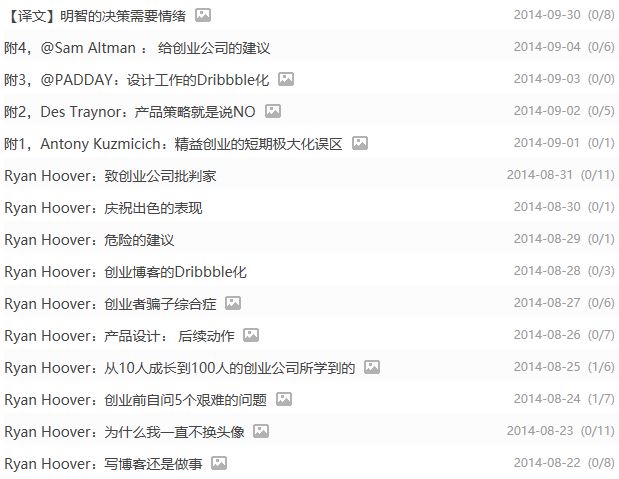 【译文】明智的决策需要情绪 2014-09-30 (0/8)
附4，@Sam Altman ： 给创业公司的建议 2014-09-04 (0/6)
附3，@PADDAY：设计工作的Dribbble化 2014-09-03 (0/0)
附2，Des Traynor：产品策略就是说NO 2014-09-02 (0/5)
附1，Antony Kuzmicich：精益创业的短期极大化误区 2014-09-01 (0/1)
Ryan Hoover：致创业公司批判家 2014-08-31 (0/11)
Ryan Hoover：庆祝出色的表现 2014-08-30 (0/1)
Ryan Hoover：危险的建议 2014-08-29 (0/1)
Ryan Hoover：创业博客的Dribbble化 2014-08-28 (0/3)
Ryan Hoover：创业者骗子综合症 2014-08-27 (0/6)
Ryan Hoover：产品设计： 后续动作 2014-08-26 (0/7)
Ryan Hoover：从10人成长到100人的创业公司所学到的 2014-08-25 (1/6)
Ryan Hoover：创业前自问5个艰难的问题 2014-08-24 (1/7)
Ryan Hoover：为什么我一直不换头像 2014-08-23 (0/11)
Ryan Hoover：写博客还是做事 2014-08-22 (0/8)